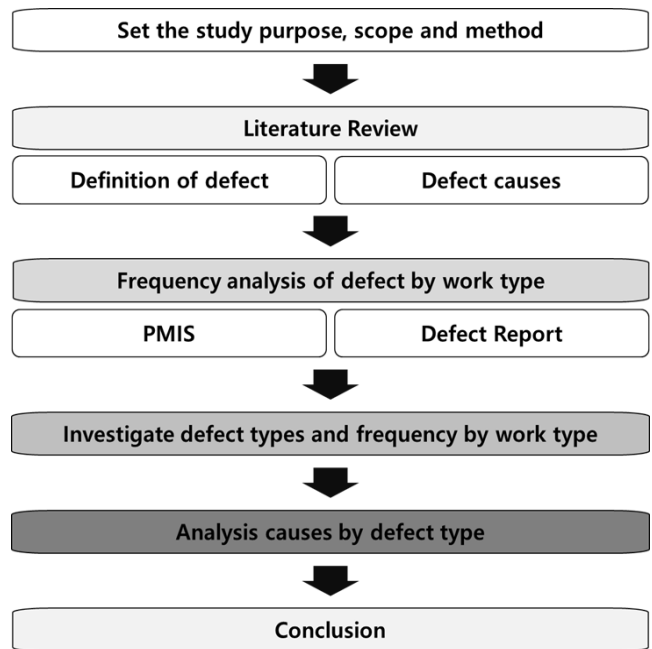 Set the study purpose, scope and method
Literature Review
Definition of defect
Defect causes
Frequency analysis of defect by work type
PMIS
Defect Report
Investigate defect types and frequency by work type
Analysis causes by defect type
Conclusion